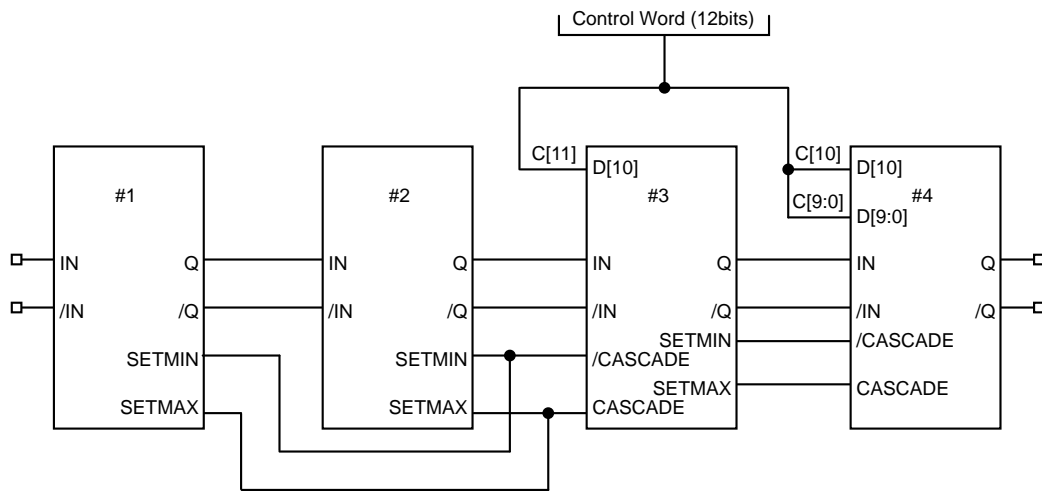 Control Word (12bits)
C[11]
D[10]
C[10]
D[10]
C[9:0]
D[9:0]
#1
#2
#3
#4
IN
Q
IN
Q
IN
Q
IN
Q
/IN
/Q
/IN
/Q
/IN
/Q
/IN
/Q
SETMIN
SETMIN
/CASCADE
SETMIN
/CASCADE
SETMAX
SETMAX
CASCADE
SETMAX
CASCADE